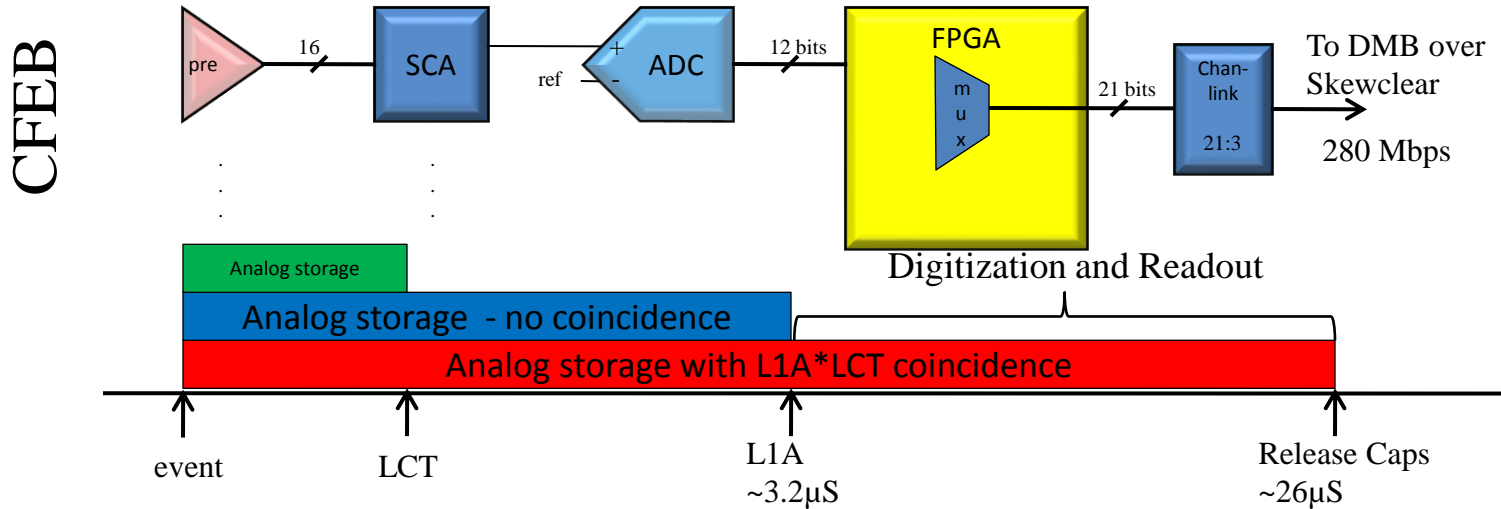 CFEB
pre
16
SCA
+
-
ref
ADC
12 bits
FPGA
m
u
x
21 bits
Chan-
link
21:3
To DMB over
Skewclear
280 Mbps
Analog storage
Digitization and Readout
Analog storage - no coincidence
Analog storage with L1A*LCT coincidence
event
LCT
L1A
~3.2µS
Release Caps
~26µS